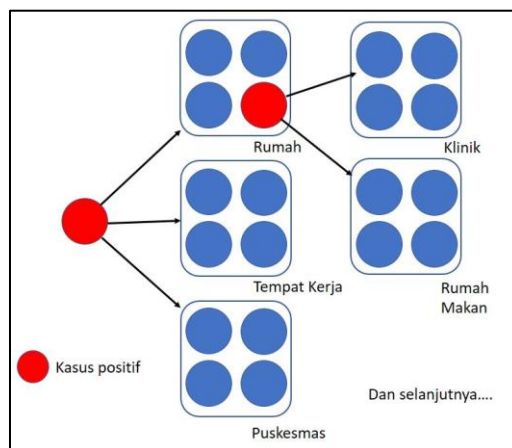 Rumah
Klinik
Tempat Kerja
Rumah
Makan
Kasus positif
Dan selanjutnya....
Puskesmas